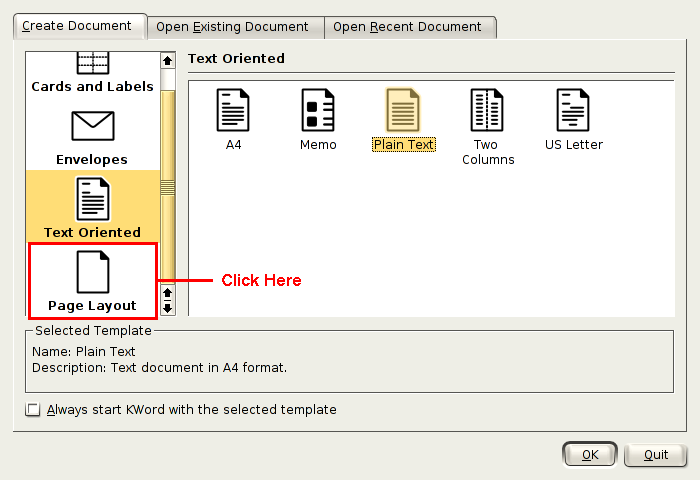 Create Document
Open Existing Document
Open Recent Document
Cards and Labels
Envelopes
Text Oriented
Page Layout
Text Oriented
A4
Memo
Plain Text
Two
Columns
US Letter
Click Here
Selected Template
Name: Plain Text
Description: Text document in A4 format.
Always start KWord with the selected template
OK
Quit